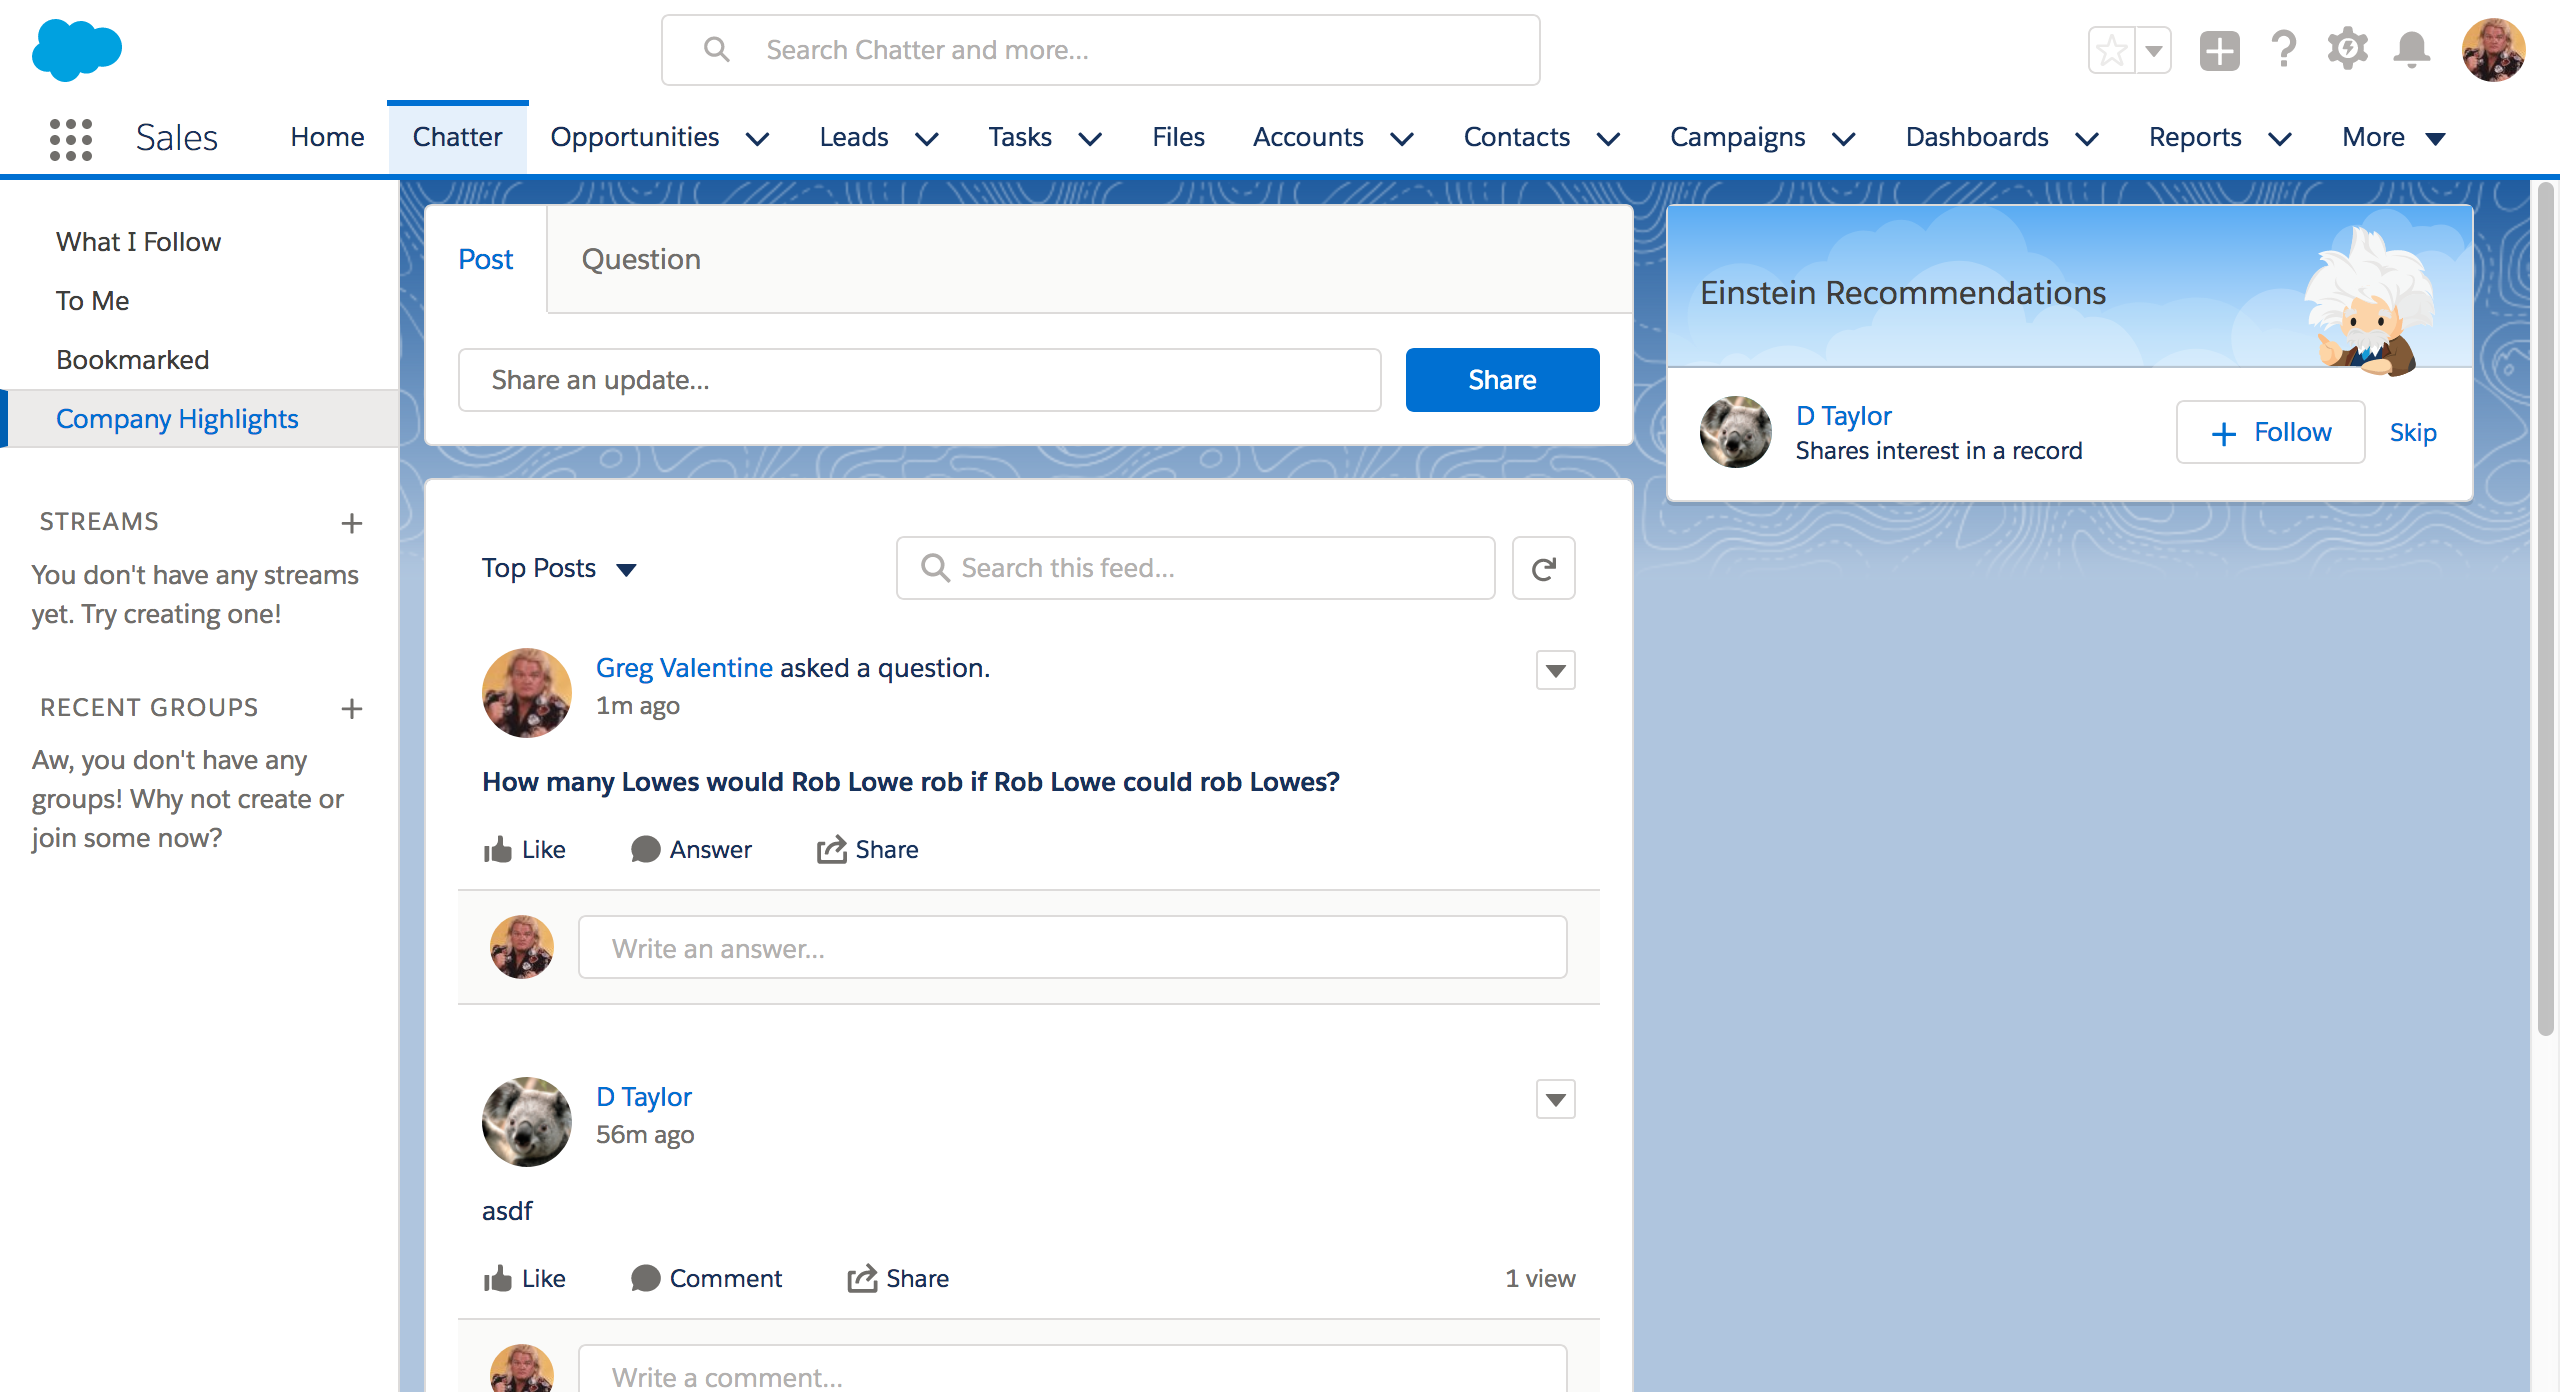 Search Chatter and more...
Sales
Home
Chatter
Opportunities
Leads
Tasks
Files
Accounts
Contacts
Campaigns
Dashboards
Reports
More
What I Follow
To Me
Bookmarked
Company Highlights
STREAMS
You don't have any streams
yet. Try creating one!
RECENT GROUPS
Aw, you don't have any
groups! Why not create or
join some now?
Post
Question
Share an update...
Share
Top Posts
Search this feed...
Greg Valentine asked a question.
1m ago
How many Lowes would Rob Lowe rob if Rob Lowe could rob Lowes?
Like
Answer
Share
Write an answer...
D Taylor
56m ago
asdf
Like
Comment
Share
1 view
Write a comment...
Einstein Recommendations
D Taylor
Shares interest in a record
Follow
Skip